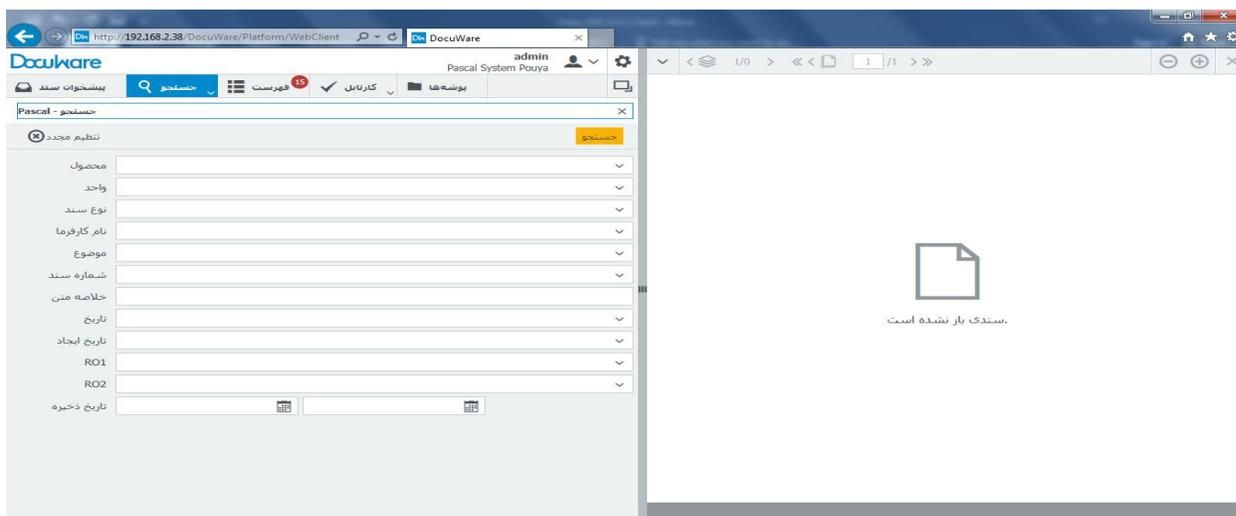 http://192.168.2.38/DocuWare/Platform/WebClient
DocuWare
DocuWare
admin
Pascal System Pouya
پیشخوان سند
جستجو
فهرست 15
کارتابل
پوشه‌ها
1/0
1 /1
جستجو - Pascal
تنظیم مجدد
جستجو
محصول
واحد
نوع سند
نام کارفرما
موضوع
شماره سند
خلاصه متن
تاریخ
تاریخ ایجاد
RO1
RO2
تاریخ ذخیره
سندی باز نشده است.